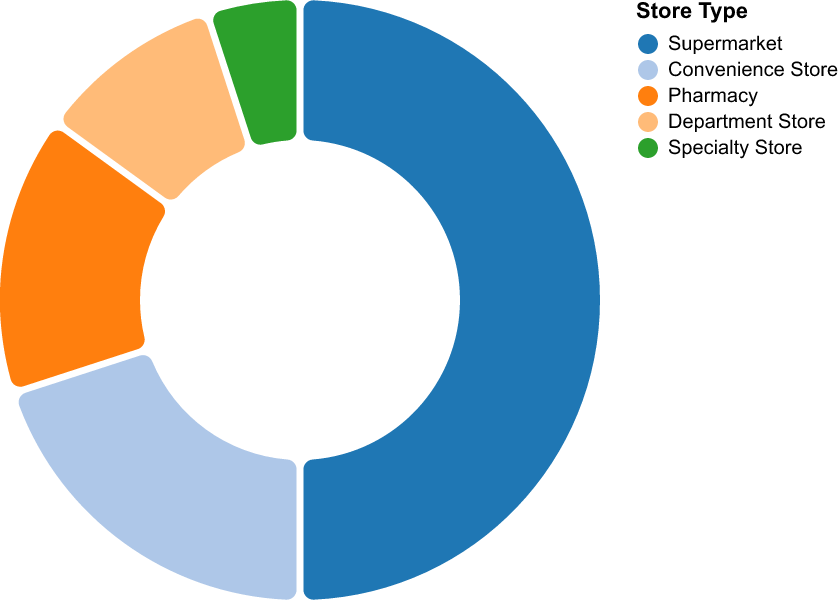 Store Type
Supermarket
Convenience Store
Pharmacy
Department Store
Specialty Store